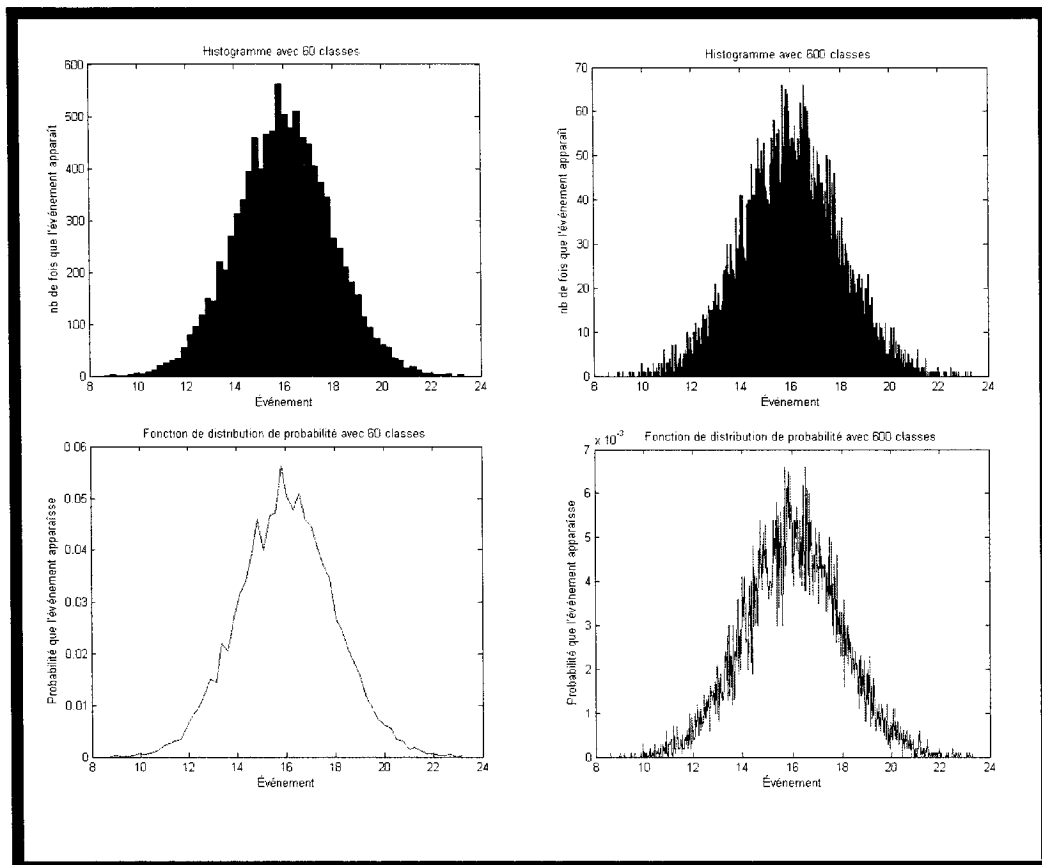 Histogramme avec 60 classes
600
500
400
300
200
100
0
nb de fois que l'événement apparaît
8 10 12 14 16 18 20 22 24
Événement
Histogramme avec 600 classes
70
60
50
40
30
20
10
0
nb de fois que l'événement apparaît
8 10 12 14 16 18 20 22 24
Événement
Fonction de distribution de probabilité avec 60 classes
0.06
0.05
0.04
0.03
0.02
0.01
0
Probabilité que l'événement apparaisse
8 10 12 14 16 18 20 22 24
Événement
Fonction de distribution de probabilité avec 600 classes
x 10⁻³
7
6
5
4
3
2
1
0
Probabilité que l'événement apparaisse
8 10 12 14 16 18 20 22 24
Événement